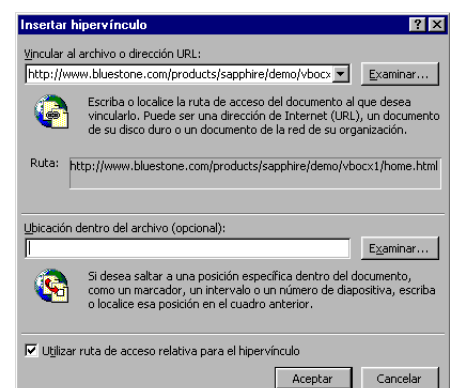 Insertar hipervínculo
Vincular al archivo o dirección URL:
http://www.bluestone.com/products/sapphire/demo/vbocx
Examinar...
Escriba o localice la ruta de acceso del documento al que desea
vincularlo. Puede ser una dirección de Internet (URL), un documento
de su disco duro o un documento de la red de su organización.
Ruta: http://www.bluestone.com/products/sapphire/demo/vbocx1/home.html
Ubicación dentro del archivo (opcional):
Examinar...
Si desea saltar a una posición específica dentro del documento,
como un marcador, un intervalo o un número de diapositiva, escriba
o localice esa posición en el cuadro anterior.
Utilizar ruta de acceso relativa para el hipervínculo
Aceptar Cancelar